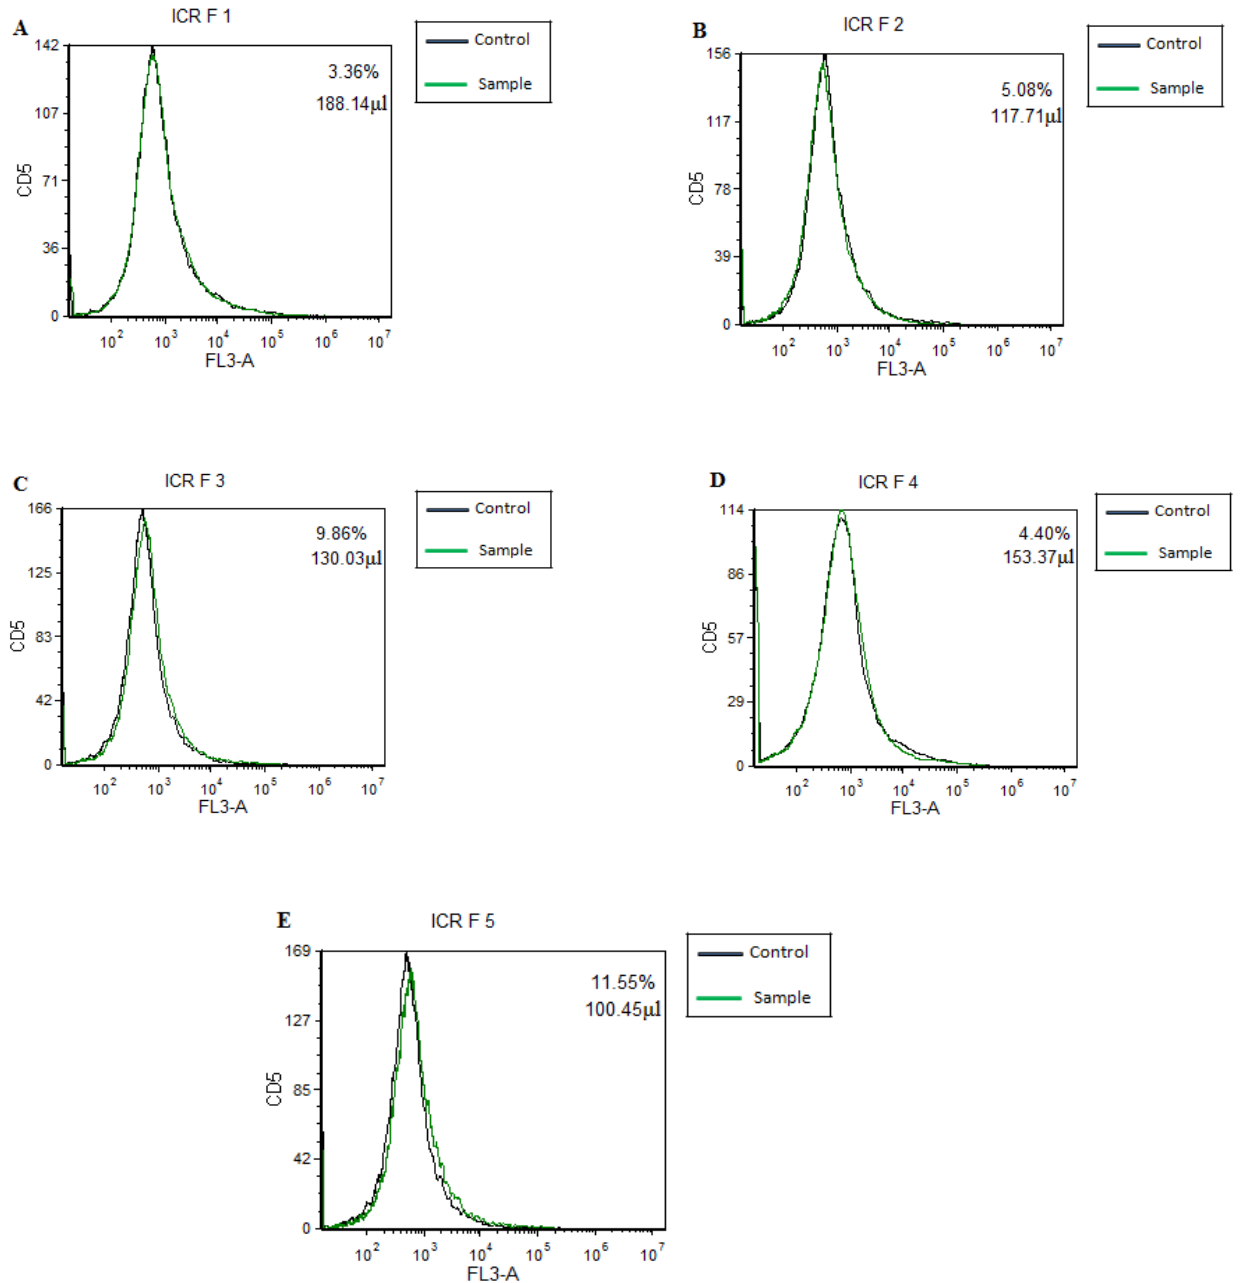 A
ICR F 1
Control
Sample
3.36%
188.14µl
142
107
71
36
0
CD5
10² 10³ 10⁴ 10⁵ 10⁶ 10⁷
FL3-A
B
ICR F 2
Control
Sample
5.08%
117.71µl
156
117
78
39
0
CD5
10² 10³ 10⁴ 10⁵ 10⁶ 10⁷
FL3-A
C
ICR F 3
Control
Sample
9.86%
130.03µl
166
125
83
42
0
CD5
10² 10³ 10⁴ 10⁵ 10⁶ 10⁷
FL3-A
D
ICR F 4
Control
Sample
4.40%
153.37µl
114
86
57
29
0
CD5
10² 10³ 10⁴ 10⁵ 10⁶ 10⁷
FL3-A
E
ICR F 5
Control
Sample
11.55%
100.45µl
169
127
85
42
0
CD5
10² 10³ 10⁴ 10⁵ 10⁶ 10⁷
FL3-A